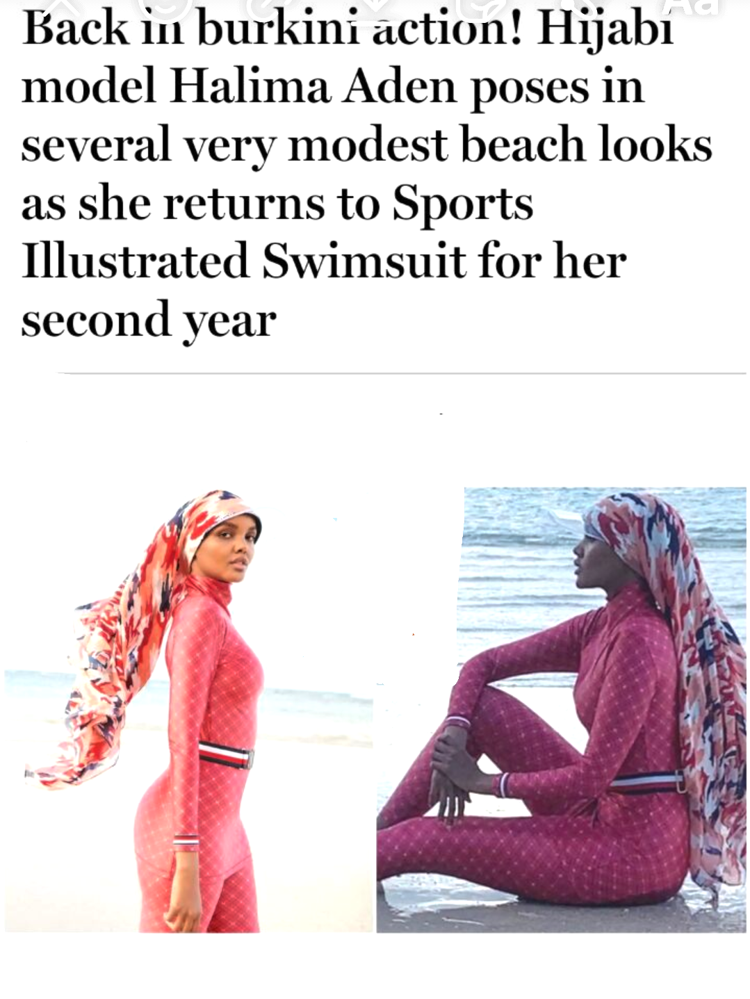 Back in burkini action! Hijabi
model Halima Aden poses in
several very modest beach looks
as she returns to Sports
Illustrated Swimsuit for her
second year
Aa